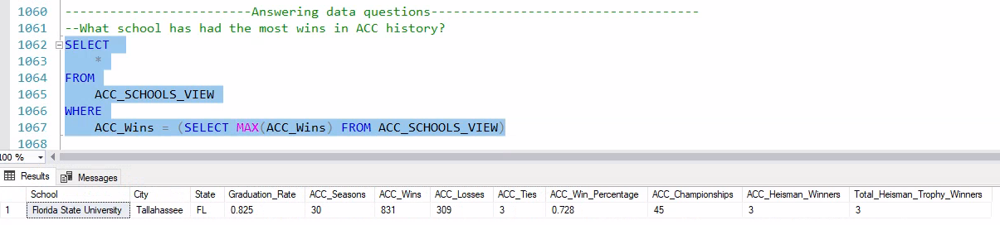 1060 ------------------------Answering data questions------------------------------------
1061 --What school has had the most wins in ACC history?
1062 SELECT
1063 *
1064 FROM
1065 ACC_SCHOOLS_VIEW
1066 WHERE
1067 ACC_Wins = (SELECT MAX(ACC_Wins) FROM ACC_SCHOOLS_VIEW)
1068
100 %
Results Messages
School City State Graduation_Rate ACC_Seasons ACC_Wins ACC_Losses ACC_Ties ACC_Win_Percentage ACC_Championships ACC_Heisman_Winners Total_Heisman_Trophy_Winners
1 Florida State University Tallahassee FL 0.825 30 831 309 3 0.728 45 3 3